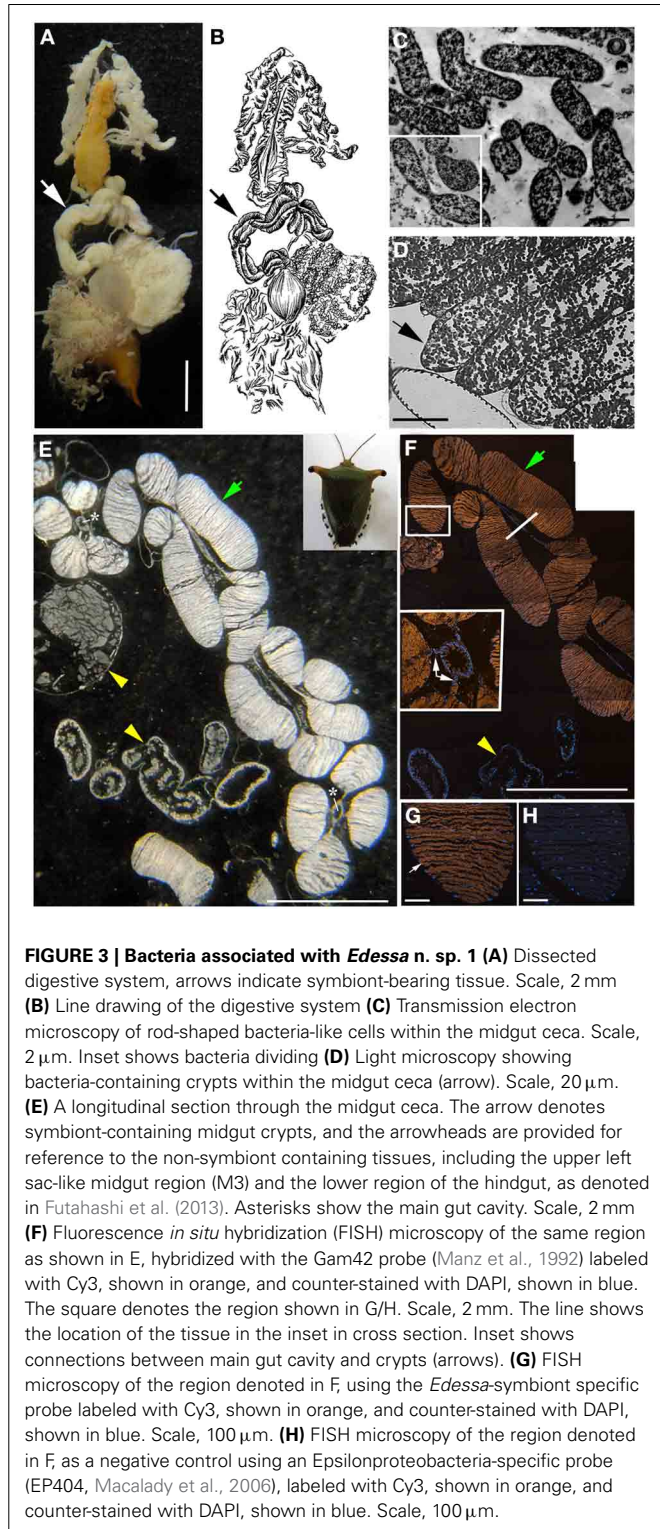 A
B
C
D
E
F
G
H
*
*
FIGURE 3 | Bacteria associated with Edessa n. sp. 1 (A) Dissected
digestive system, arrows indicate symbiont-bearing tissue. Scale, 2 mm
(B) Line drawing of the digestive system (C) Transmission electron
microscopy of rod-shaped bacteria-like cells within the midgut ceca. Scale,
2 μm. Inset shows bacteria dividing (D) Light microscopy showing
bacteria-containing crypts within the midgut ceca (arrow). Scale, 20 μm.
(E) A longitudinal section through the midgut ceca. The arrow denotes
symbiont-containing midgut crypts, and the arrowheads are provided for
reference to the non-symbiont containing tissues, including the upper left
sac-like midgut region (M3) and the lower region of the hindgut, as denoted
in Futahashi et al. (2013). Asterisks show the main gut cavity. Scale, 2 mm
(F) Fluorescence in situ hybridization (FISH) microscopy of the same region
as shown in E, hybridized with the Gam42 probe (Manz et al., 1992) labeled
with Cy3, shown in orange, and counter-stained with DAPI, shown in blue.
The square denotes the region shown in G/H. Scale, 2 mm. The line shows
the location of the tissue in the inset in cross section. Inset shows
connections between main gut cavity and crypts (arrows). (G) FISH
microscopy of the region denoted in F, using the Edessa-symbiont specific
probe labeled with Cy3, shown in orange, and counter-stained with DAPI,
shown in blue. Scale, 100 μm. (H) FISH microscopy of the region denoted
in F, as a negative control using an Epsilonproteobacteria-specific probe
(EP404, Macalady et al., 2006), labeled with Cy3, shown in orange, and
counter-stained with DAPI, shown in blue. Scale, 100 μm.